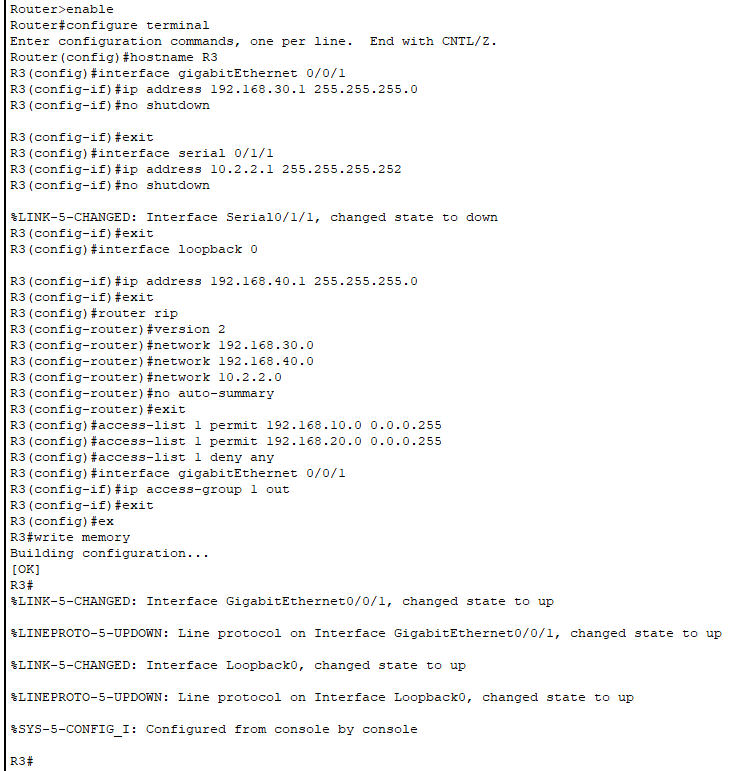 Router>enable
Router#configure terminal
Enter configuration commands, one per line.  End with CNTL/Z.
Router(config)#hostname R3
R3(config)#interface gigabitEthernet 0/0/1
R3(config-if)#ip address 192.168.30.1 255.255.255.0
R3(config-if)#no shutdown
R3(config-if)#exit
R3(config)#interface serial 0/1/1
R3(config-if)#ip address 10.2.2.1 255.255.255.252
R3(config-if)#no shutdown
%LINK-5-CHANGED: Interface Serial0/1/1, changed state to down
R3(config-if)#exit
R3(config)#interface loopback 0
R3(config-if)#ip address 192.168.40.1 255.255.255.0
R3(config-if)#exit
R3(config)#router rip
R3(config-router)#version 2
R3(config-router)#network 192.168.30.0
R3(config-router)#network 192.168.40.0
R3(config-router)#network 10.2.2.0
R3(config-router)#no auto-summary
R3(config-router)#exit
R3(config)#access-list 1 permit 192.168.10.0 0.0.0.255
R3(config)#access-list 1 permit 192.168.20.0 0.0.0.255
R3(config)#access-list 1 deny any
R3(config)#interface gigabitEthernet 0/0/1
R3(config-if)#ip access-group 1 out
R3(config-if)#exit
R3(config)#ex
R3#write memory
Building configuration...
[OK]
R3#
%LINK-5-CHANGED: Interface GigabitEthernet0/0/1, changed state to up
%LINEPROTO-5-UPDOWN: Line protocol on Interface GigabitEthernet0/0/1, changed state to up
%LINK-5-CHANGED: Interface Loopback0, changed state to up
%LINEPROTO-5-UPDOWN: Line protocol on Interface Loopback0, changed state to up
%SYS-5-CONFIG_I: Configured from console by console
R3#